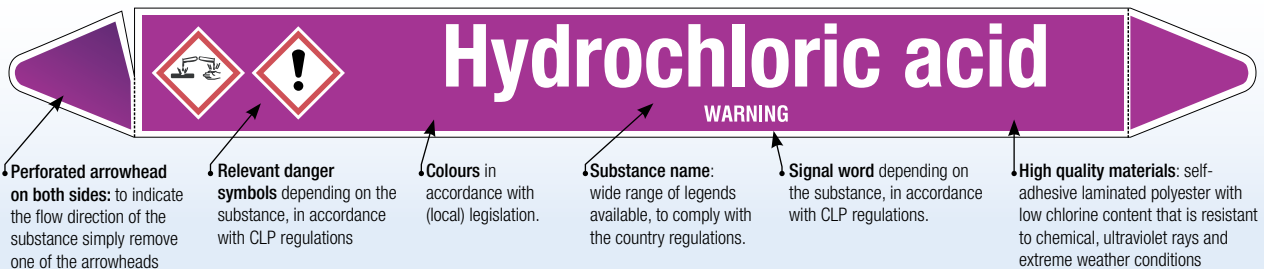 Hydrochloric acid
WARNING
Perforated arrowhead
on both sides: to indicate
the flow direction of the
substance simply remove
one of the arrowheads
Relevant danger
symbols depending on the
substance, in accordance
with CLP regulations
Colours in
accordance with
(local) legislation.
Substance name:
wide range of legends
available, to comply with
the country regulations.
Signal word depending on
the substance, in accordance
with CLP regulations.
High quality materials: self-
adhesive laminated polyester with
low chlorine content that is resistant
to chemical, ultraviolet rays and
extreme weather conditions